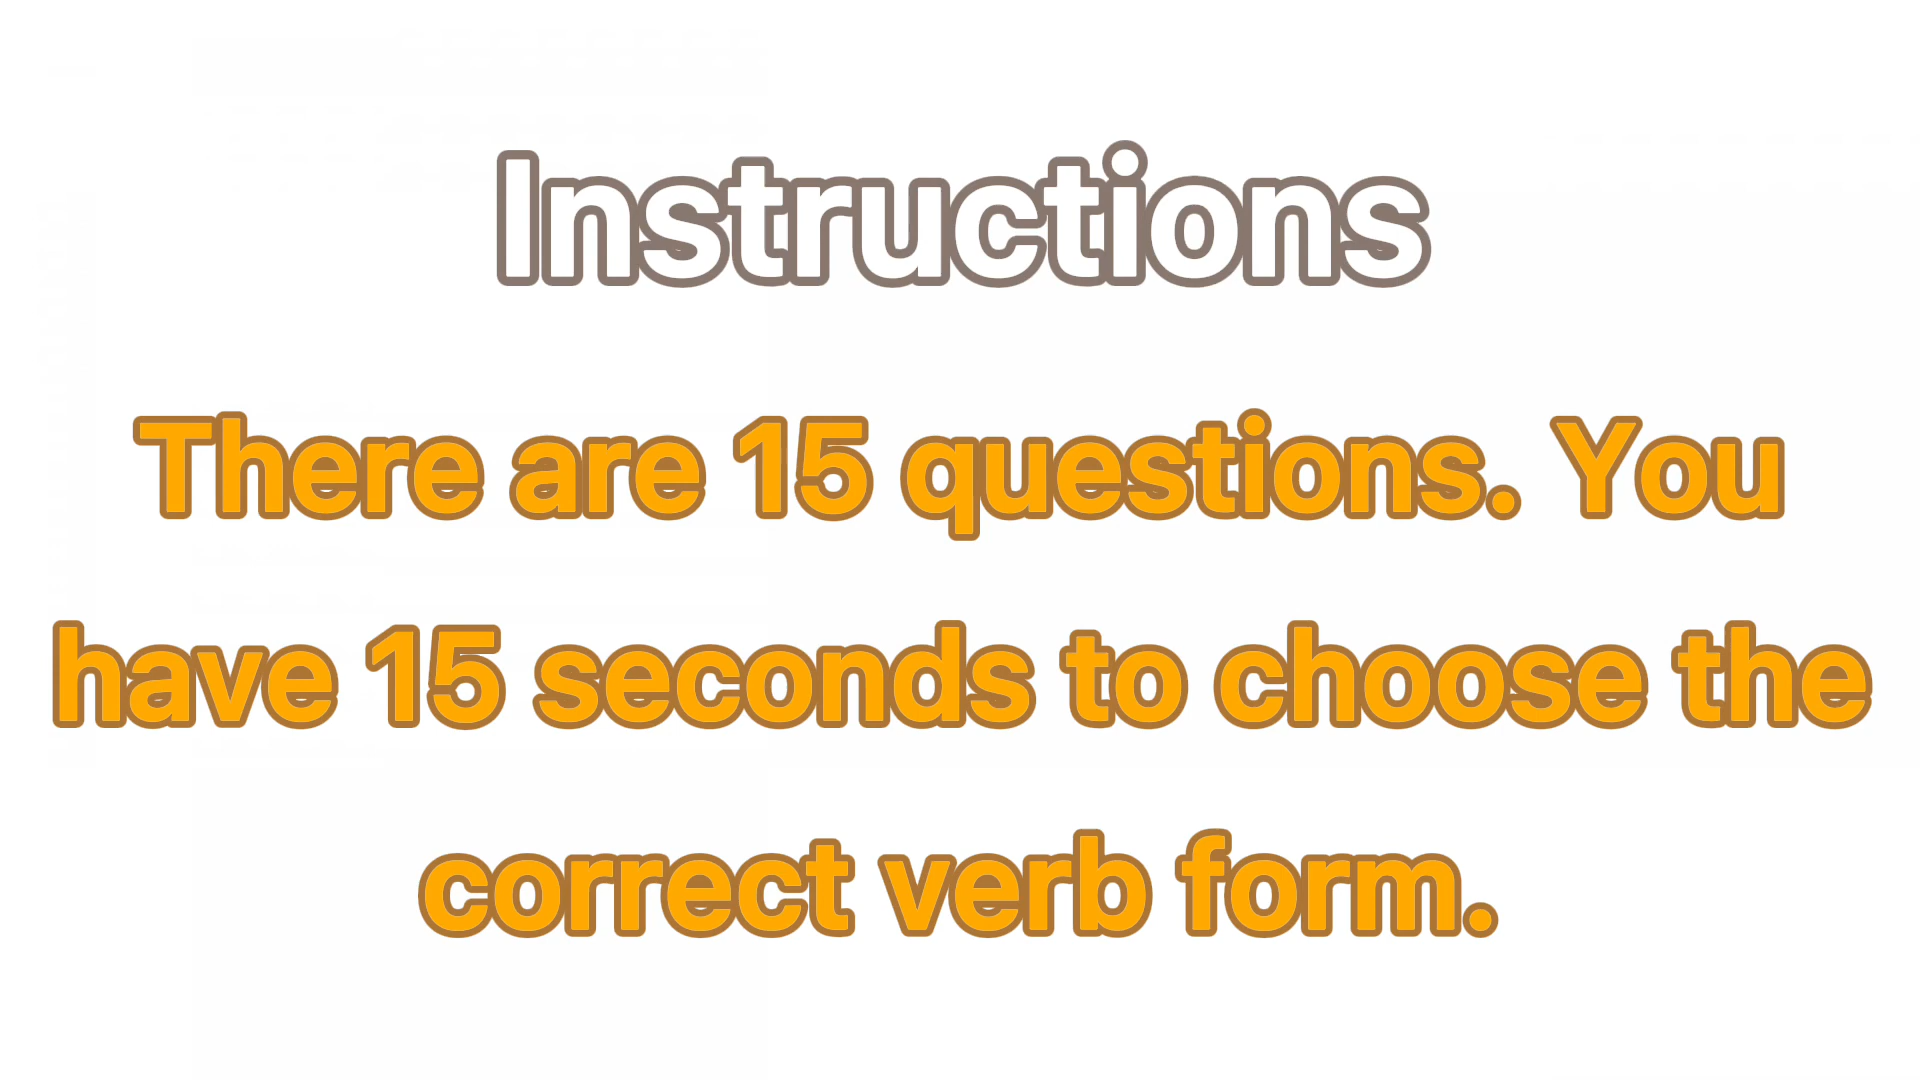 Instructions
There are 15 questions. You
have 15 seconds to choose the
correct verb form.